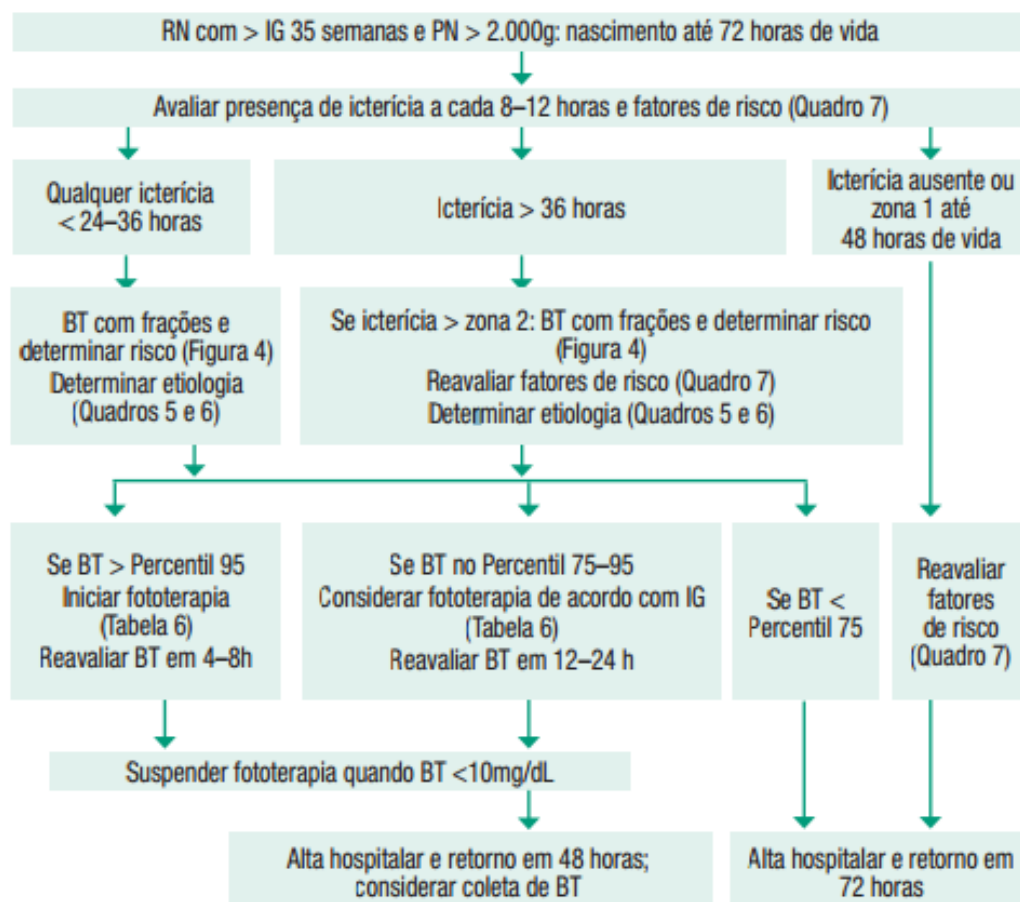 RN com > IG 35 semanas e PN > 2.000g: nascimento até 72 horas de vida
Avaliar presença de icterícia a cada 8–12 horas e fatores de risco (Quadro 7)
Qualquer icterícia
< 24–36 horas
Icterícia > 36 horas
Icterícia ausente ou
zona 1 até
48 horas de vida
BT com frações e
determinar risco (Figura 4)
Determinar etiologia
(Quadros 5 e 6)
Se icterícia > zona 2: BT com frações e determinar risco
(Figura 4)
Reavaliar fatores de risco (Quadro 7)
Determinar etiologia (Quadros 5 e 6)
Se BT > Percentil 95
Iniciar fototerapia
(Tabela 6)
Reavaliar BT em 4–8h
Se BT no Percentil 75–95
Considerar fototerapia de acordo com IG
(Tabela 6)
Reavaliar BT em 12–24 h
Se BT <
Percentil 75
Reavaliar
fatores
de risco
(Quadro 7)
Suspender fototerapia quando BT <10mg/dL
Alta hospitalar e retorno em 48 horas;
considerar coleta de BT
Alta hospitalar e retorno em
72 horas